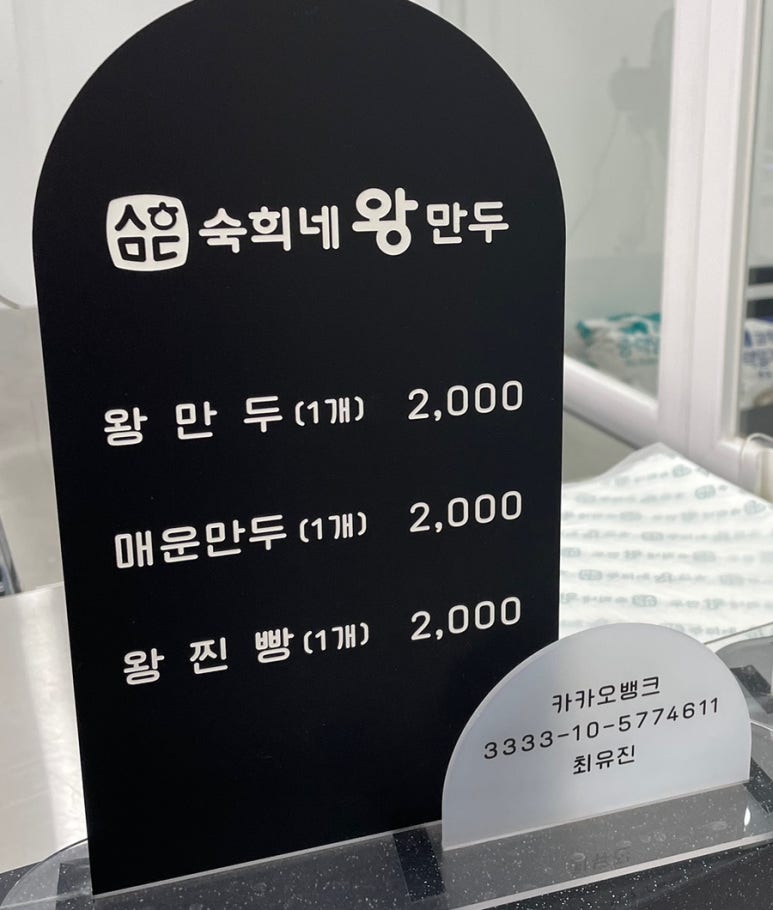 삼은 숙희네 왕만두
왕 만 두 (1개) 2,000
매운만두 (1개) 2,000
왕 찐 빵 (1개) 2,000
카카오뱅크
3333-10-5774611
최유진